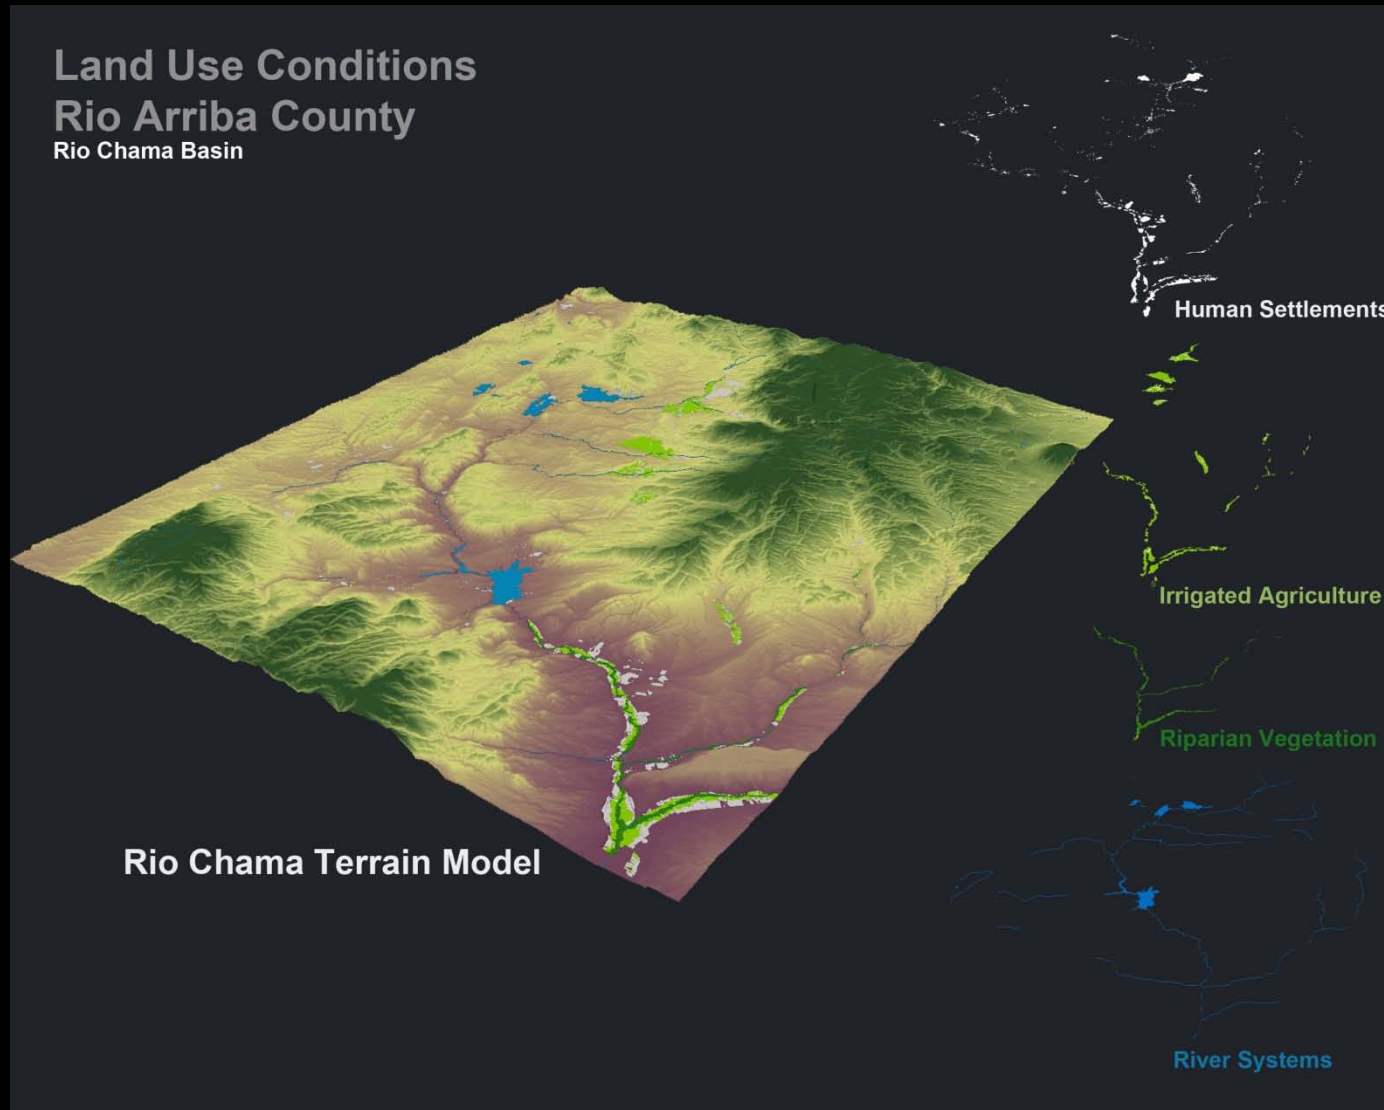 Land Use Conditions
Rio Arriba County
Rio Chama Basin
Human Settlements
Irrigated Agriculture
Riparian Vegetation
Rio Chama Terrain Model
River Systems